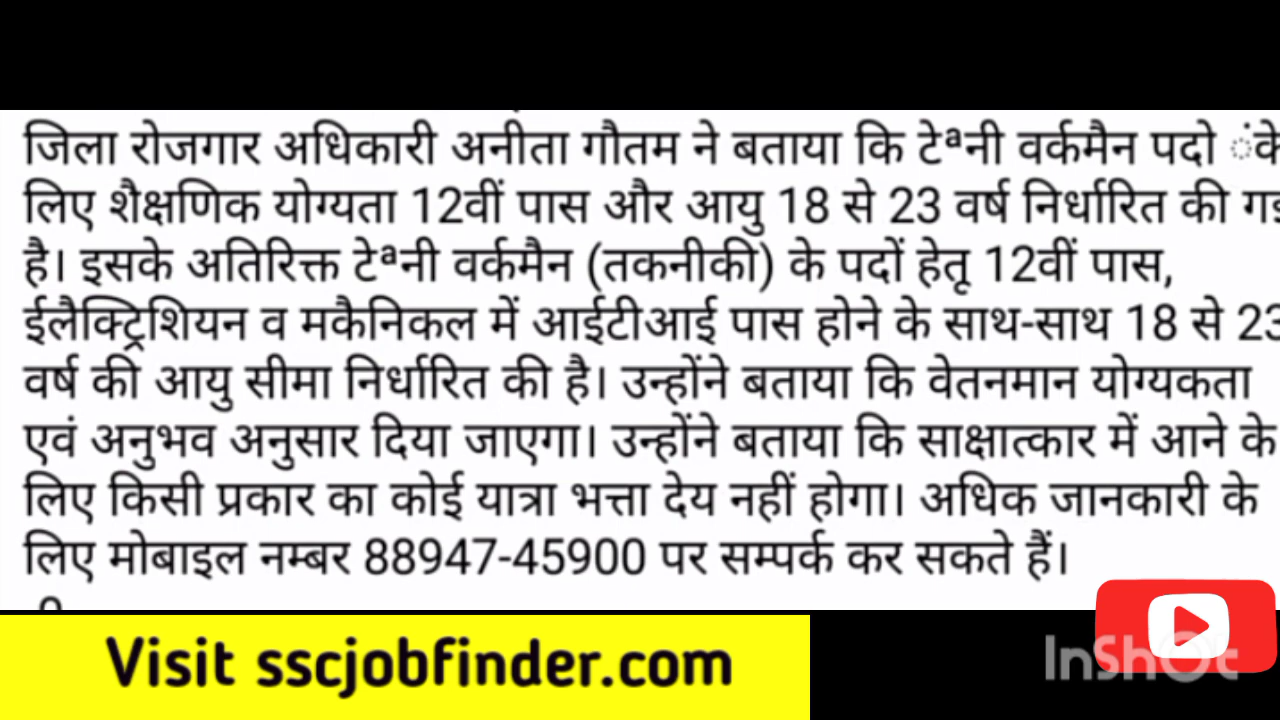 जिला रोजगार अधिकारी अनीता गौतम ने बताया कि टेªनी वर्कमैन पदो ंके
लिए शैक्षणिक योग्यता 12वीं पास और आयु 18 से 23 वर्ष निर्धारित की गई
है। इसके अतिरिक्त टेªनी वर्कमैन (तकनीकी) के पदों हेतू 12वीं पास,
ईलैक्ट्रिशियन व मकैनिकल में आईटीआई पास होने के साथ-साथ 18 से 23
वर्ष की आयु सीमा निर्धारित की है। उन्होंने बताया कि वेतनमान योग्यकता
एवं अनुभव अनुसार दिया जाएगा। उन्होंने बताया कि साक्षात्कार में आने के
लिए किसी प्रकार का कोई यात्रा भत्ता देय नहीं होगा। अधिक जानकारी के
लिए मोबाइल नम्बर 88947-45900 पर सम्पर्क कर सकते हैं।
Visit sscjobfinder.com
InShOt